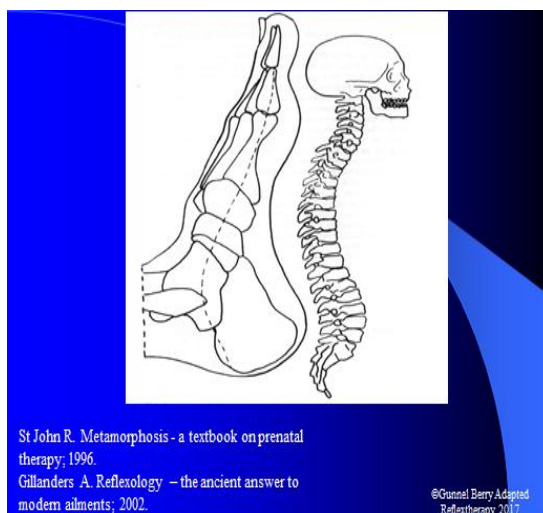 St John R. Metamorphosis - a textbook on prenatal
therapy; 1996.
Gillanders A. Reflexology – the ancient answer to
modern ailments; 2002.
©Gunnel Berry Adapted
Reflextherapy 2017